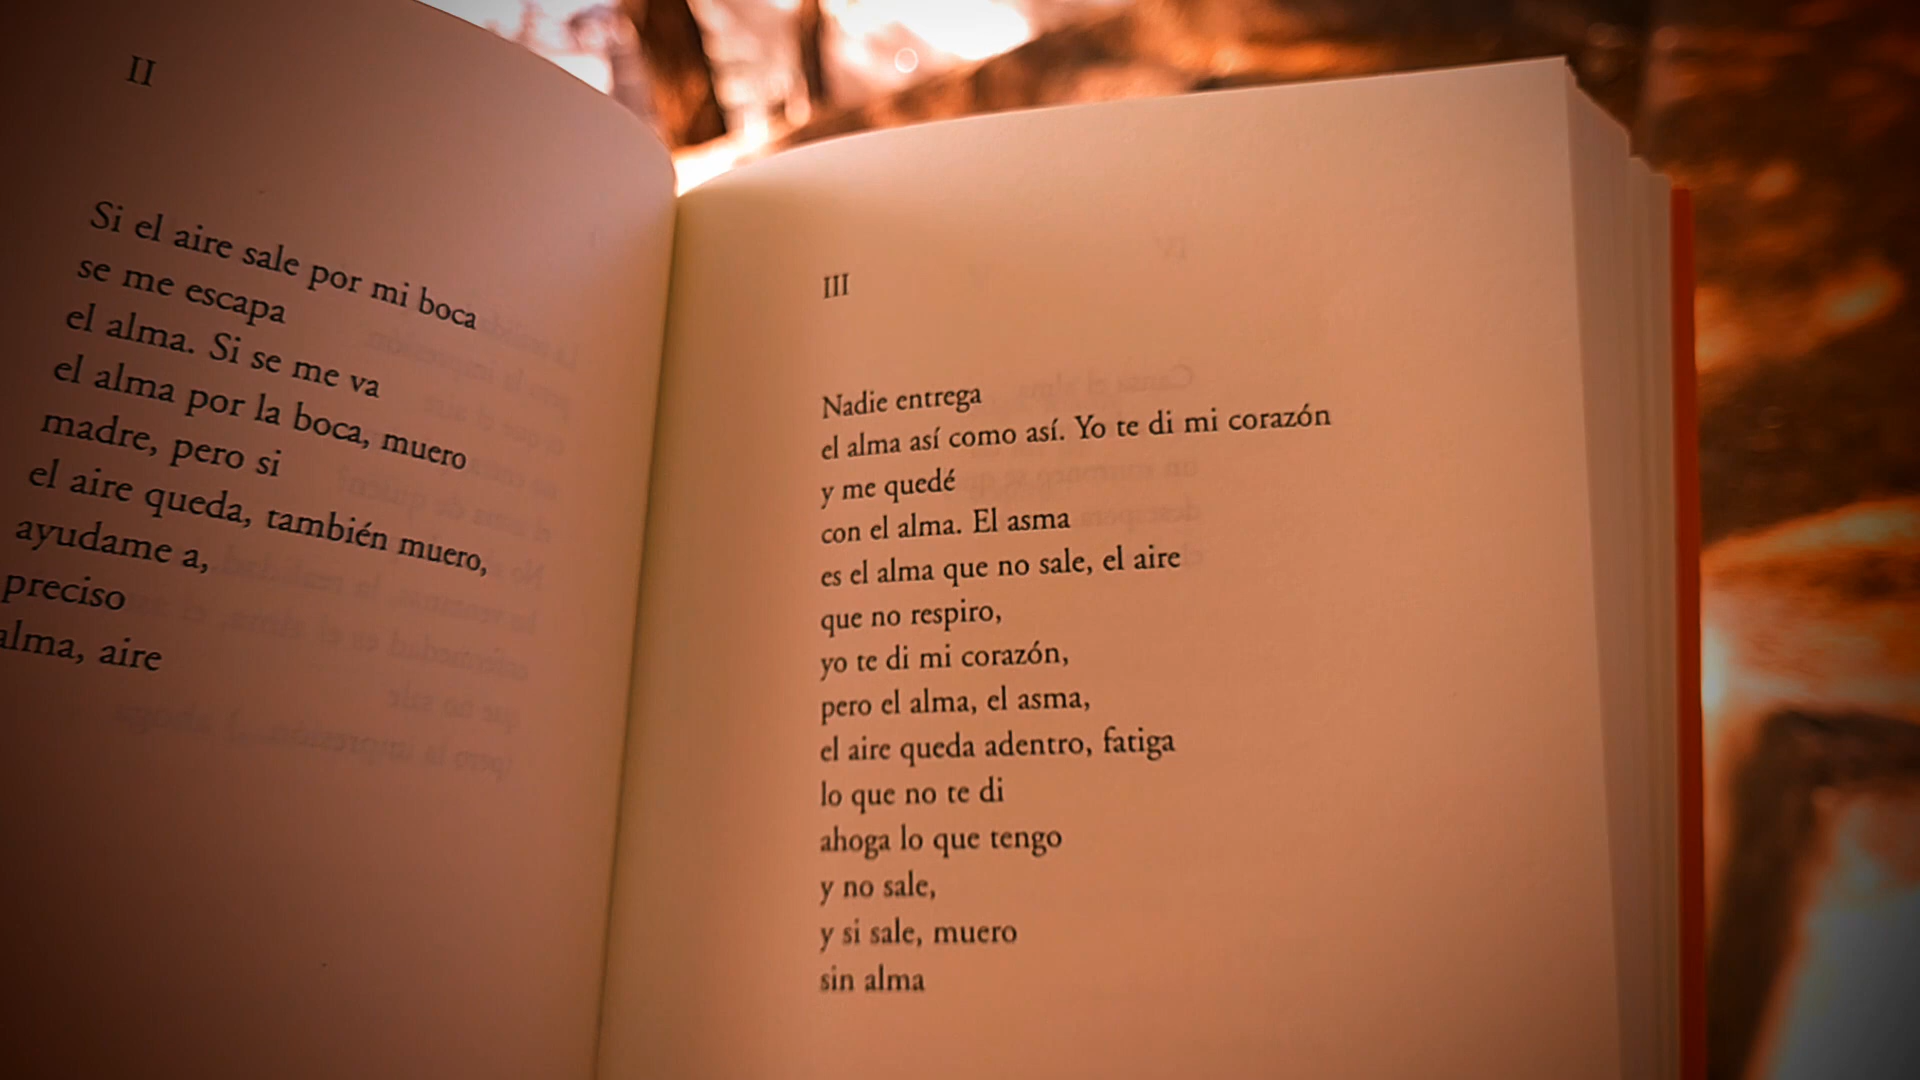 II
Si el aire sale por mi boca
se me escapa
el alma. Si se me va
el alma por la boca, muero
madre, pero si
el aire queda, también muero,
ayudame a,
preciso
alma, aire
III
Nadie entrega
el alma así como así. Yo te di mi corazón
y me quedé
con el alma. El asma
es el alma que no sale, el aire
que no respiro,
yo te di mi corazón,
pero el alma, el asma,
el aire queda adentro, fatiga
lo que no te di
ahoga lo que tengo
y no sale,
y si sale, muero
sin alma